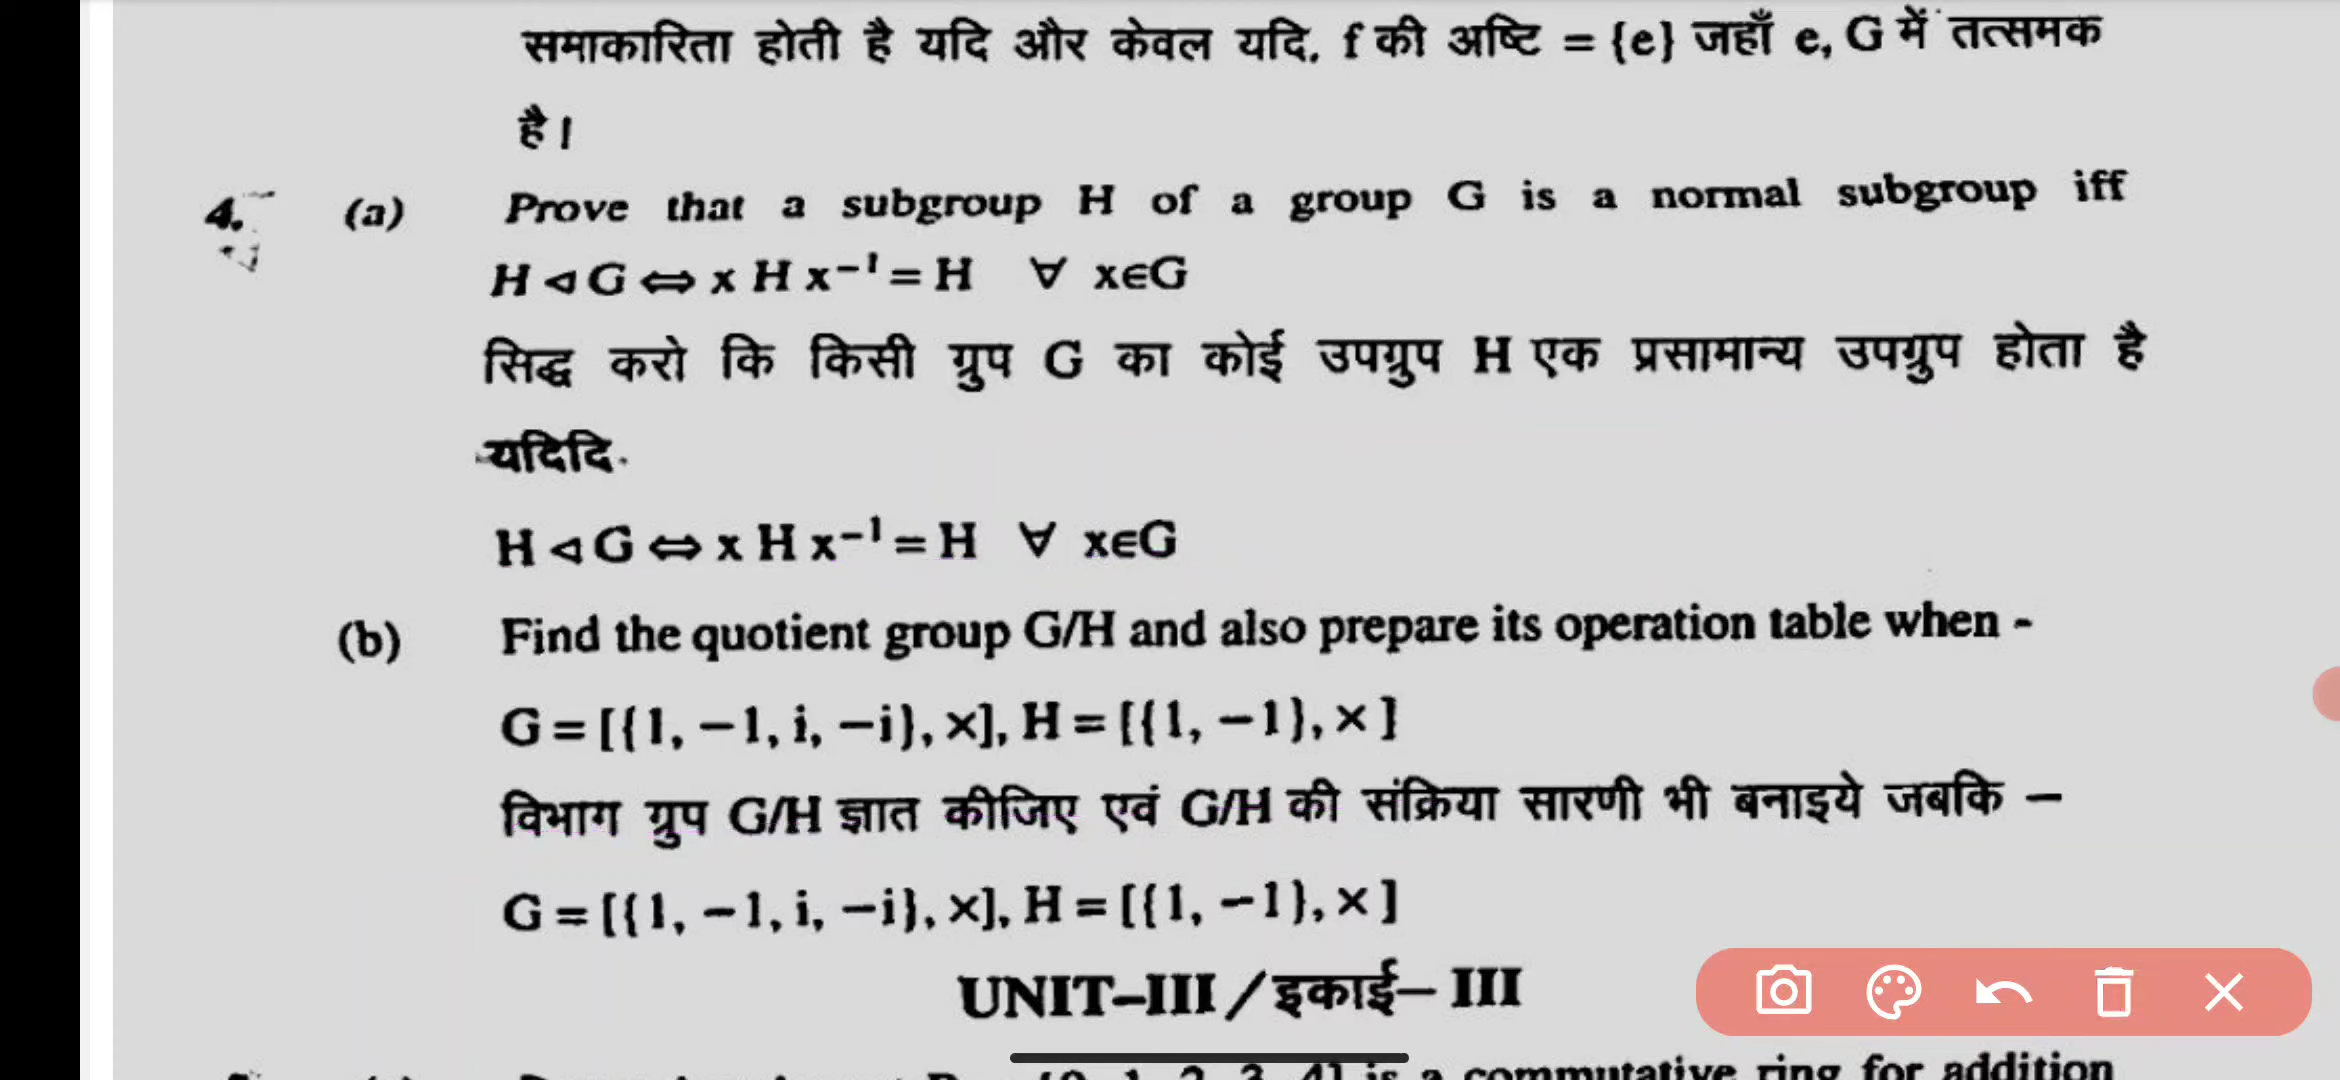 समाकारिता होती है यदि और केवल यदि, f की अष्टि = {e} जहाँ e, G में तत्समक
है।
4. (a) Prove that a subgroup H of a group G is a normal subgroup iff
H ⊲ G ⇔ x H x⁻¹ = H ∀ x∈G
सिद्ध करो कि किसी ग्रुप G का कोई उपग्रुप H एक प्रसामान्य उपग्रुप होता है
यदिदि
H ⊲ G ⇔ x H x⁻¹ = H ∀ x∈G
(b) Find the quotient group G/H and also prepare its operation table when -
G = [{1, −1, i, −i}, ×], H = [{1, −1}, ×]
विभाग ग्रुप G/H ज्ञात कीजिए एवं G/H की संक्रिया सारणी भी बनाइये जबकि –
G = [{1, −1, i, −i}, ×], H = [{1, −1}, ×]
UNIT–III / इकाई– III
is a commutative ring for addition